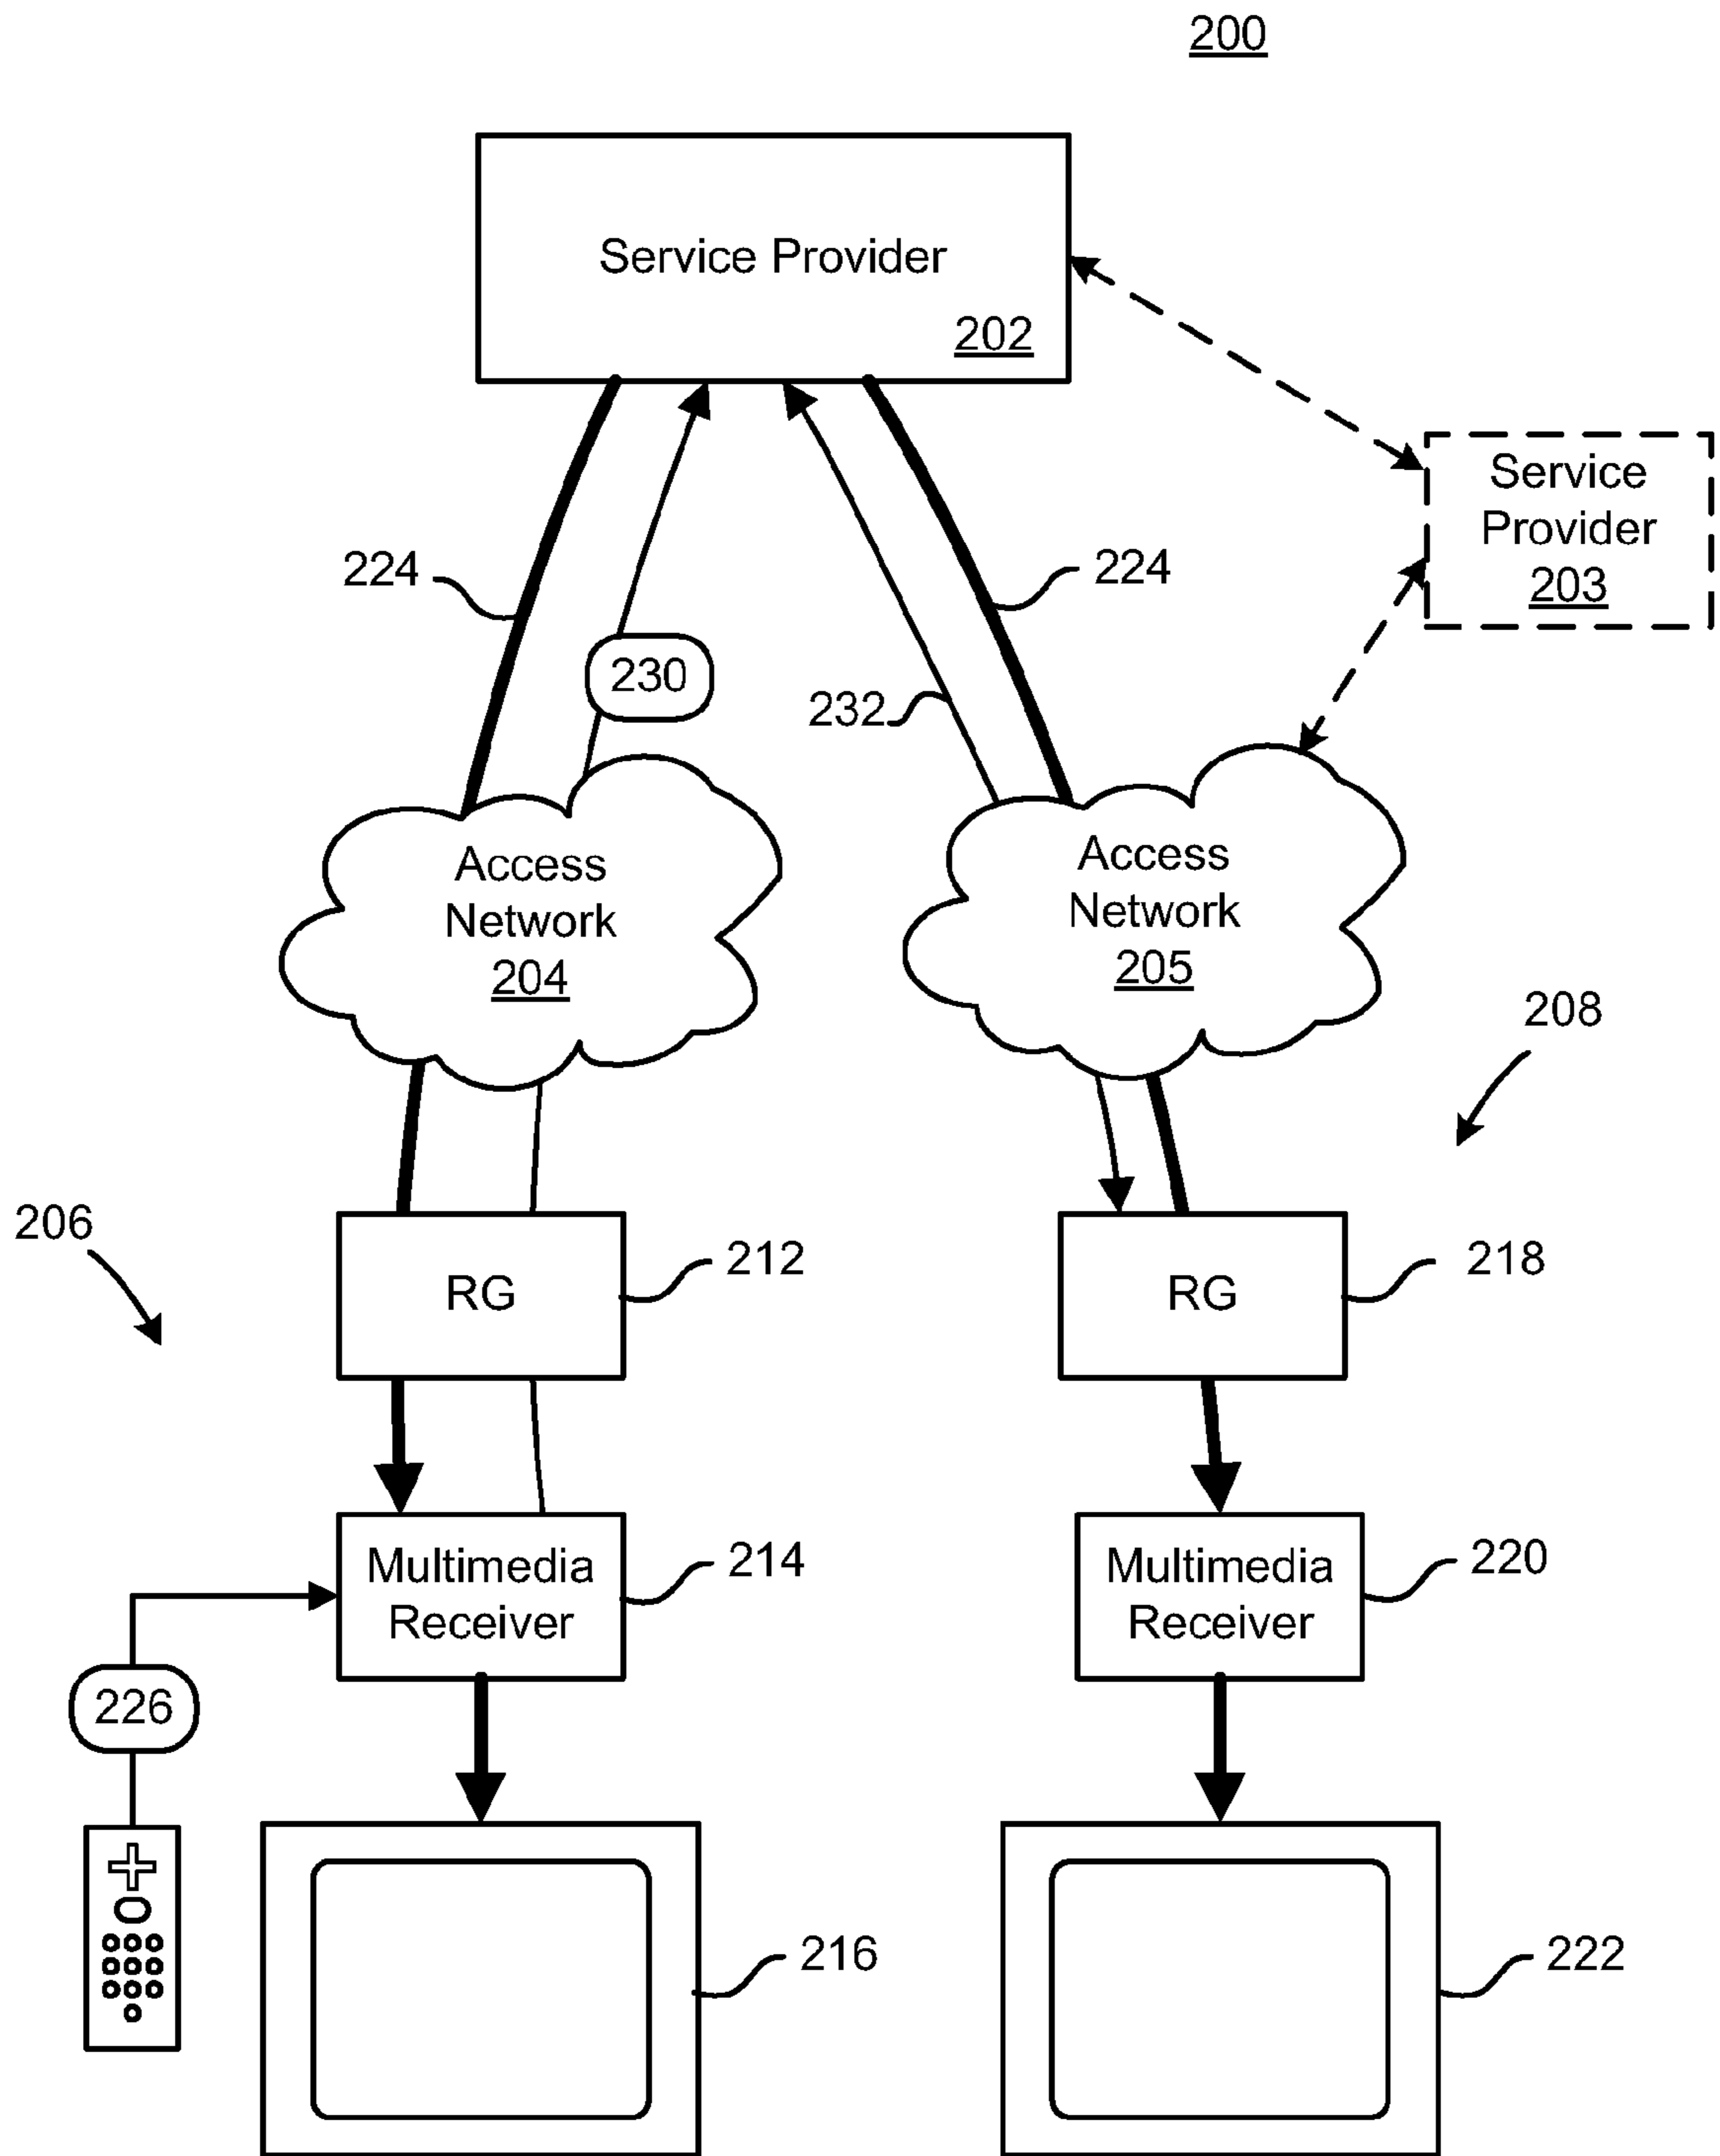 200
Service Provider
202
Service
Provider
203
224
224
230
232
Access
Network
204
Access
Network
205
208
206
212
RG
218
RG
Multimedia
Receiver
214
Multimedia
Receiver
220
226
216
222